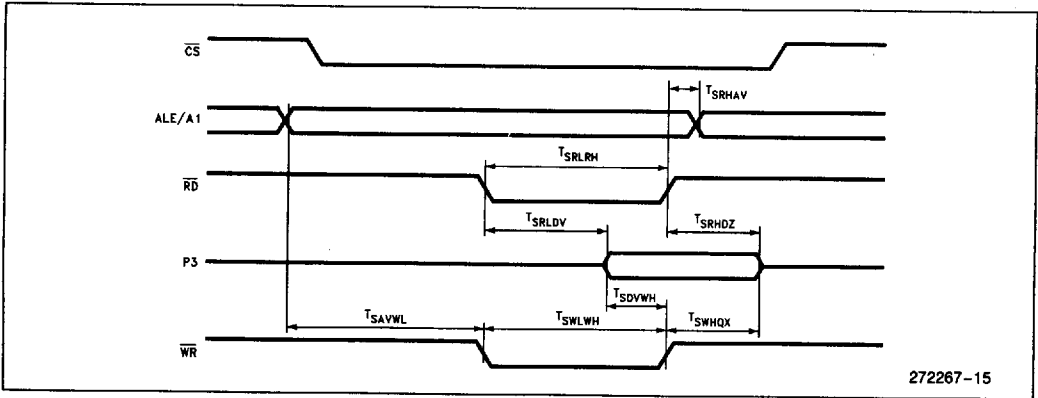 CS
T_SRHAV
ALE/A1
T_SRLRH
RD
T_SRLDV
T_SRHDZ
P3
T_SDVWH
T_SAVWL
T_SWLWH
T_SWHQX
WR
272267-15